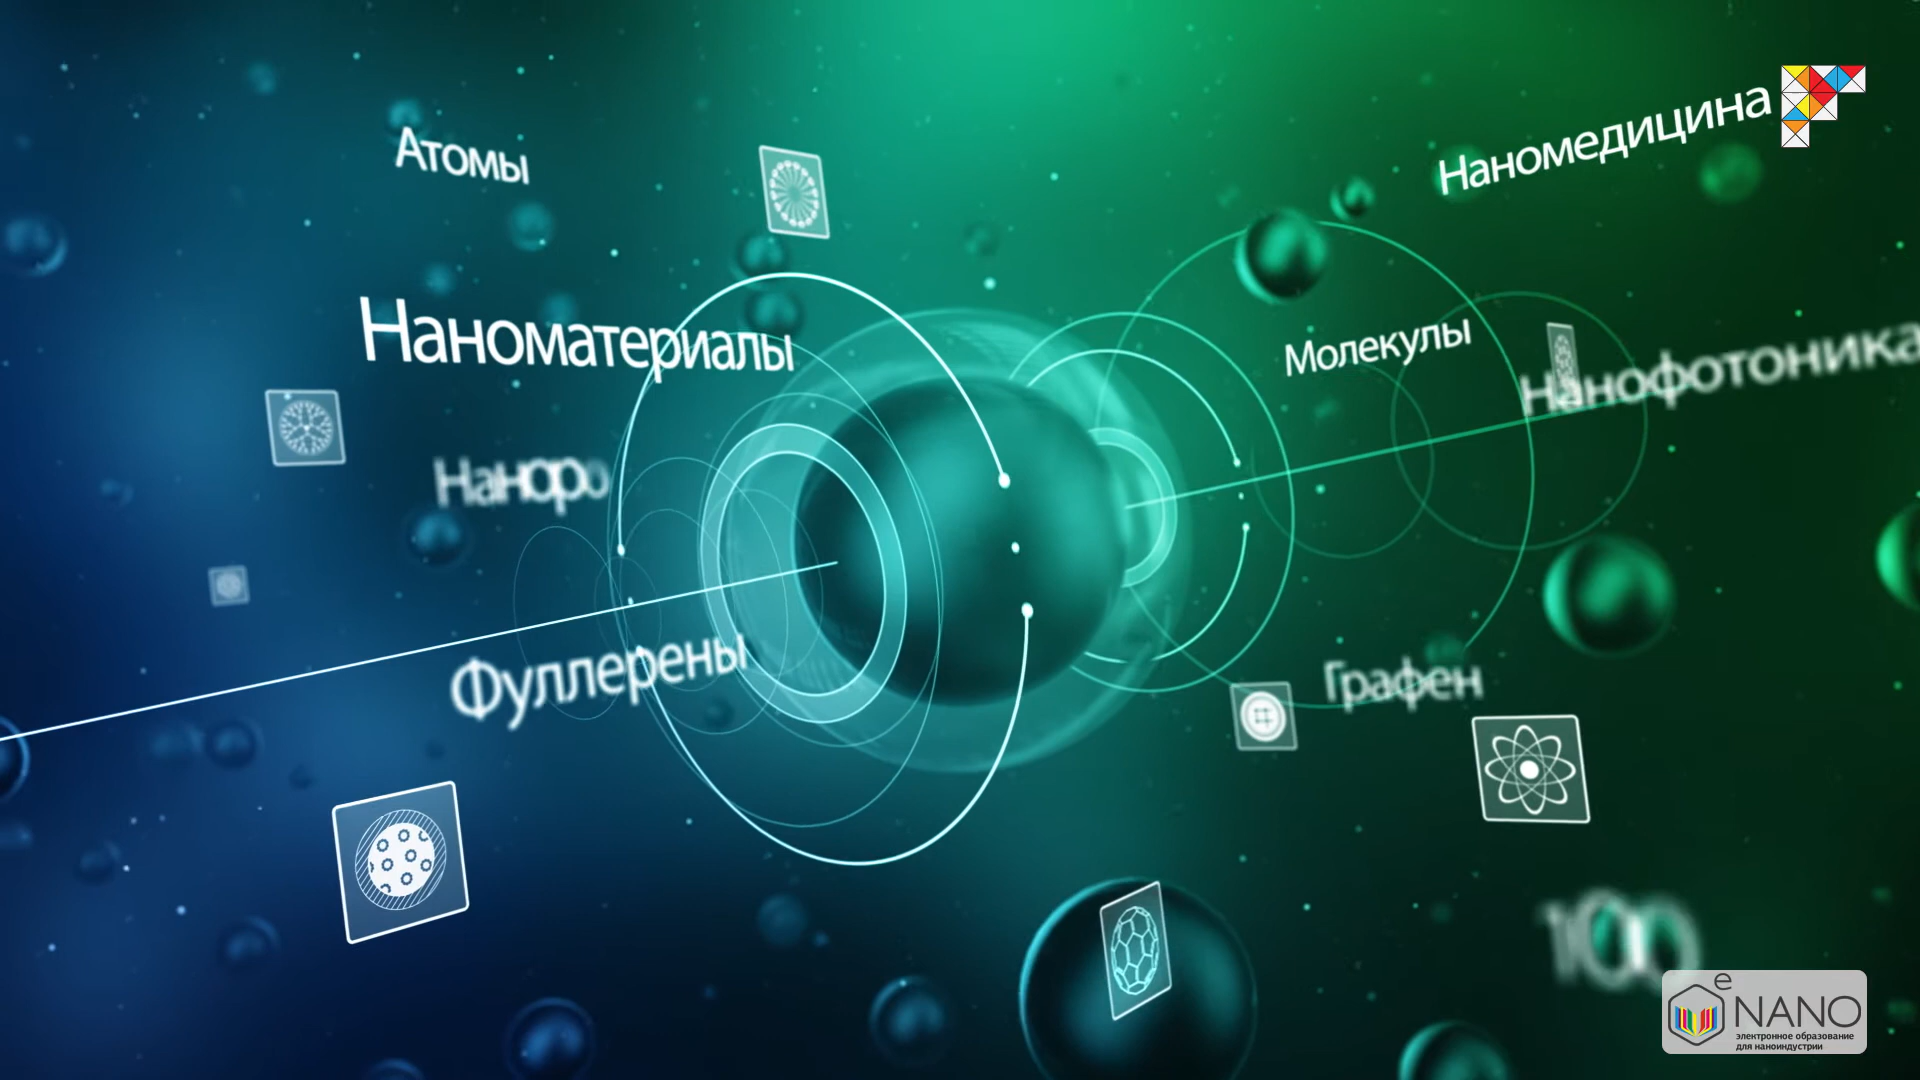 Атомы
Наномедицина
Наноматериалы
Молекулы
Нанофотоника
Фуллерены
Графен
e
NANO
электронное образование
для наноиндустрии